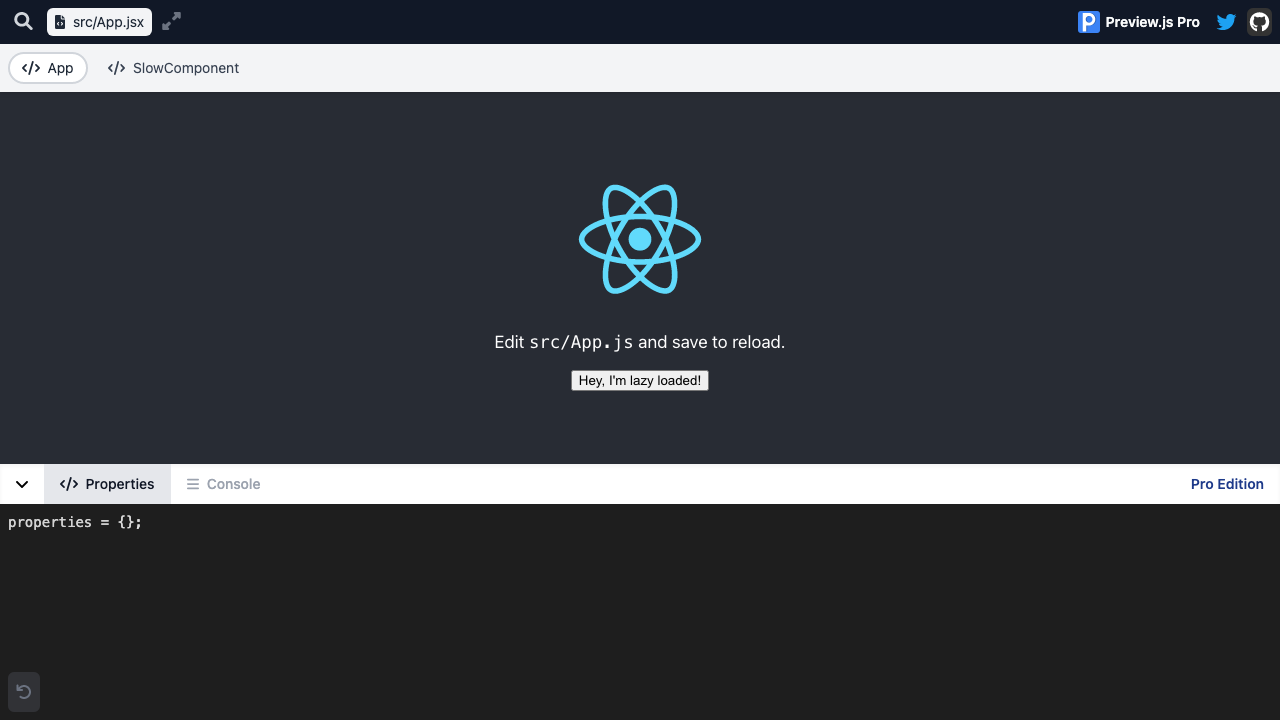 src/App.jsx
Preview.js Pro
App
SlowComponent
Edit src/App.js and save to reload.
Hey, I'm lazy loaded!
Properties
Console
Pro Edition
properties = {};